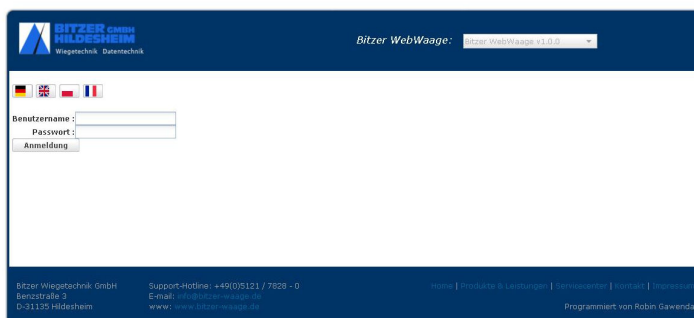 BITZER GMBH
HILDESHEIM
Wiegetechnik Datentechnik
Bitzer WebWaage: Bitzer WebWaage v1.0.0
Benutzername :
Passwort :
Anmeldung
Bitzer Wiegetechnik GmbH
Benzstraße 3
D-31135 Hildesheim
Support-Hotline: +49(0)5121 / 7828 - 0
E-mail: info@bitzer-waage.de
www: www.bitzer-waage.de
Home | Produkte & Leistungen | Servicecenter | Kontakt | Impressum
Programmiert von Robin Gawenda